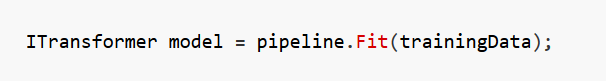 ITransformer model = pipeline.Fit(trainingData);